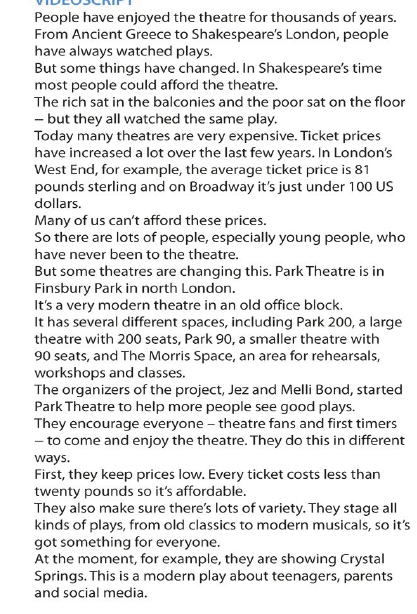 VIDEOSCRIPT
People have enjoyed the theatre for thousands of years.
From Ancient Greece to Shakespeare's London, people
have always watched plays.
But some things have changed. In Shakespeare's time
most people could afford the theatre.
The rich sat in the balconies and the poor sat on the floor
– but they all watched the same play.
Today many theatres are very expensive. Ticket prices
have increased a lot over the last few years. In London's
West End, for example, the average ticket price is 81
pounds sterling and on Broadway it's just under 100 US
dollars.
Many of us can't afford these prices.
So there are lots of people, especially young people, who
have never been to the theatre.
But some theatres are changing this. Park Theatre is in
Finsbury Park in north London.
It's a very modern theatre in an old office block.
It has several different spaces, including Park 200, a large
theatre with 200 seats, Park 90, a smaller theatre with
90 seats, and The Morris Space, an area for rehearsals,
workshops and classes.
The organizers of the project, Jez and Melli Bond, started
Park Theatre to help more people see good plays.
They encourage everyone – theatre fans and first timers
– to come and enjoy the theatre. They do this in different
ways.
First, they keep prices low. Every ticket costs less than
twenty pounds so it's affordable.
They also make sure there's lots of variety. They stage all
kinds of plays, from old classics to modern musicals, so it's
got something for everyone.
At the moment, for example, they are showing Crystal
Springs. This is a modern play about teenagers, parents
and social media.